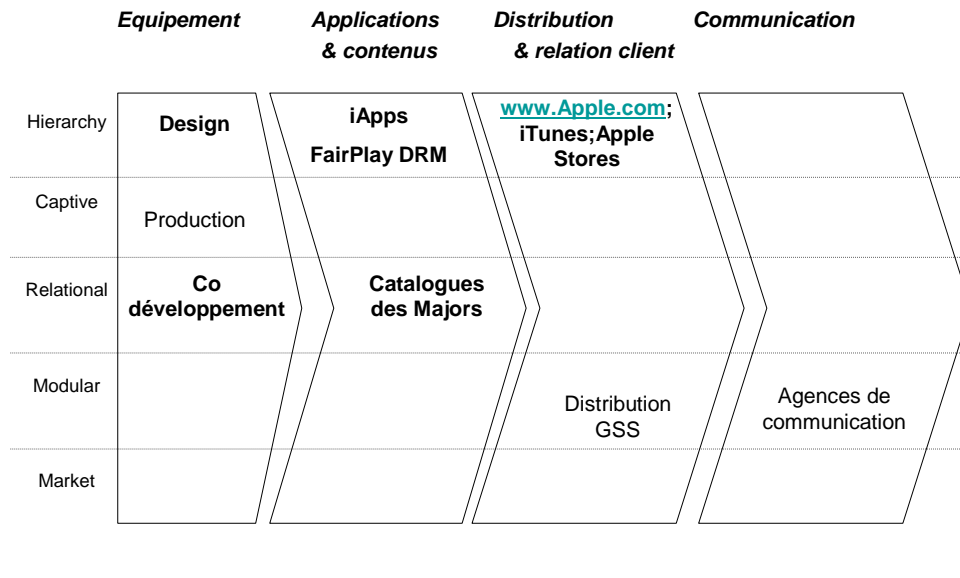 Equipement
Applications
& contenus
Distribution
& relation client
Communication
Hierarchy
Design
iApps
FairPlay DRM
www.Apple.com;
iTunes;Apple
Stores
Captive
Production
Relational
Co
développement
Catalogues
des Majors
Modular
Distribution
GSS
Agences de
communication
Market